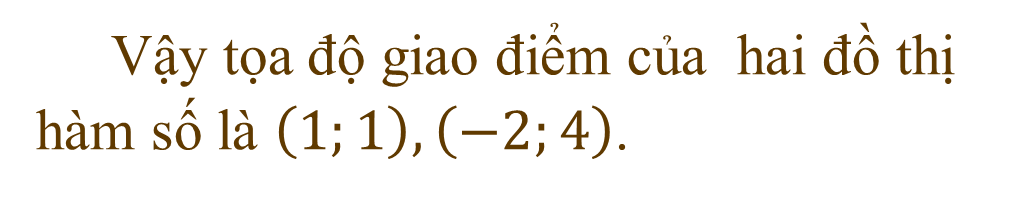 Vậy tọa độ giao điểm của hai đồ thị
hàm số là (1; 1), (−2; 4).